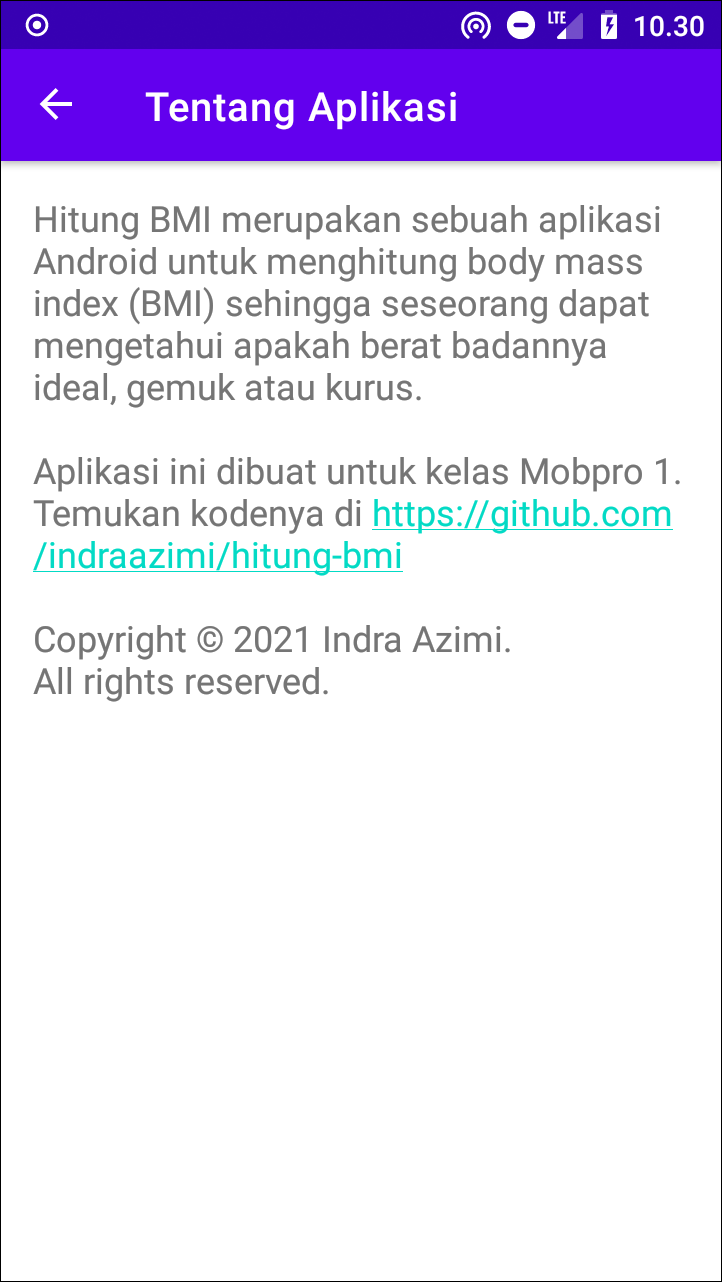 LTE 10.30
Tentang Aplikasi
Hitung BMI merupakan sebuah aplikasi
Android untuk menghitung body mass
index (BMI) sehingga seseorang dapat
mengetahui apakah berat badannya
ideal, gemuk atau kurus.
Aplikasi ini dibuat untuk kelas Mobpro 1.
Temukan kodenya di https://github.com
/indraazimi/hitung-bmi
Copyright © 2021 Indra Azimi.
All rights reserved.